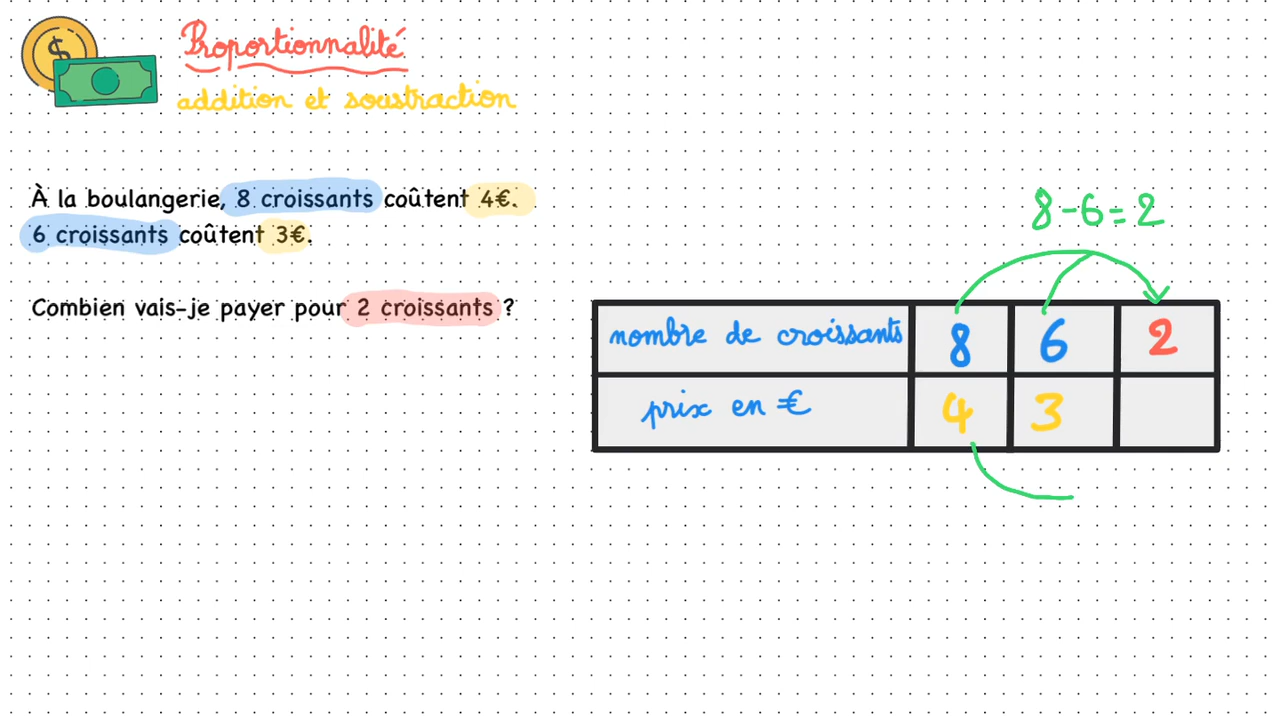 $
Proportionnalité
addition et soustraction
À la boulangerie, 8 croissants coûtent 4€.
6 croissants coûtent 3€.
Combien vais-je payer pour 2 croissants ?
8-6=2
nombre de croissants 8 6 2
prix en € 4 3